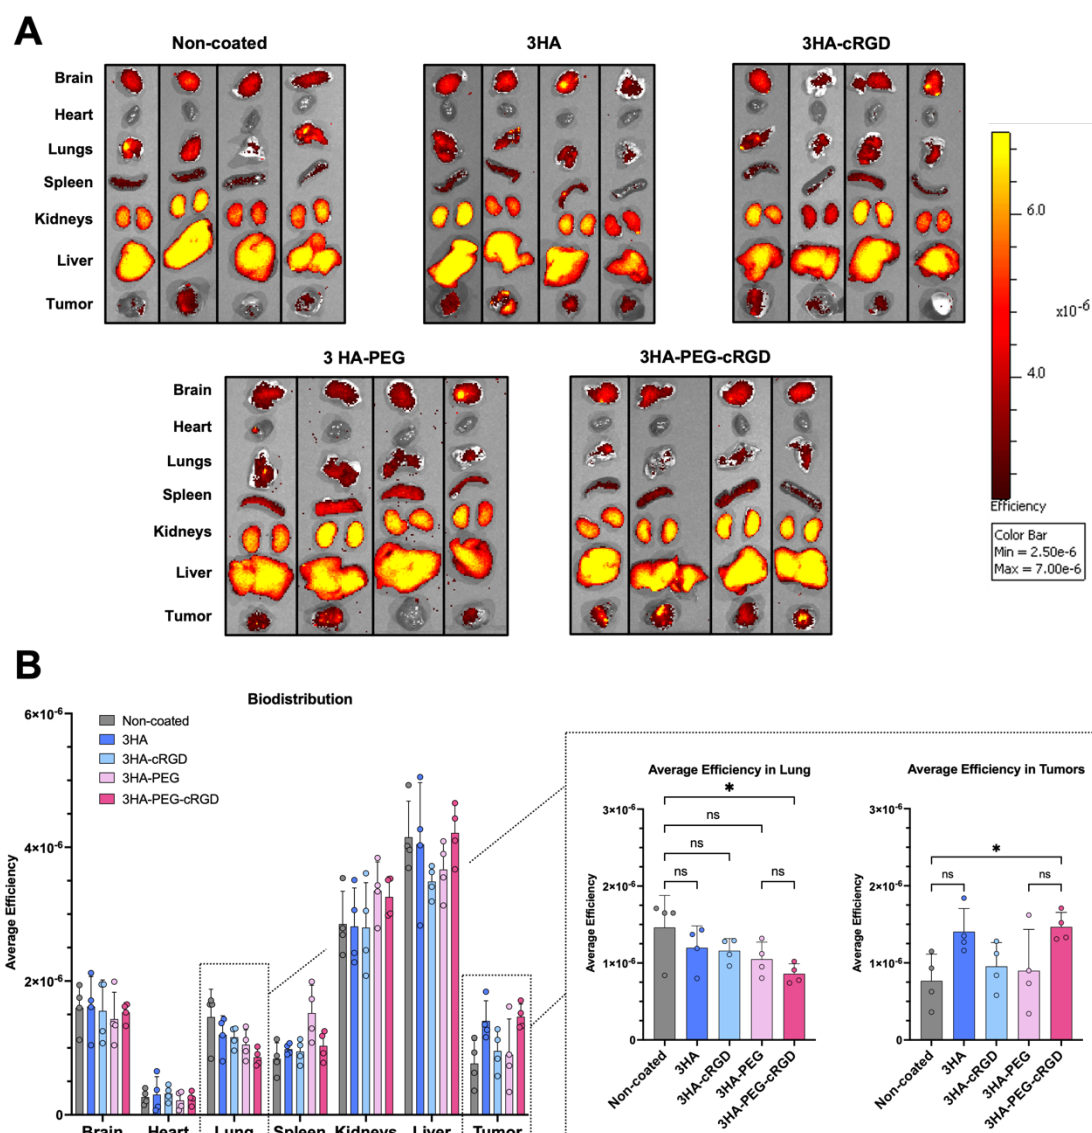 A
Non-coated
3HA
3HA-cRGD
Brain
Heart
Lungs
Spleen
Kidneys
Liver
Tumor
6.0
x10-6
4.0
Efficiency
Color Bar
Min = 2.50e-6
Max = 7.00e-6
3 HA-PEG
3HA-PEG-cRGD
Brain
Heart
Lungs
Spleen
Kidneys
Liver
Tumor
B
Biodistribution
6×10-6
4×10-6
2×10-6
0
Average Efficiency
Non-coated
3HA
3HA-cRGD
3HA-PEG
3HA-PEG-cRGD
Brain Heart Lung Spleen Kidneys Liver Tumor
Average Efficiency in Lung
3×10-6
2×10-6
1×10-6
0
Average Efficiency
*
ns
ns
ns
ns
Non-coated
3HA
3HA-cRGD
3HA-PEG
3HA-PEG-cRGD
Average Efficiency in Tumors
3×10-6
2×10-6
1×10-6
0
Average Efficiency
*
ns
ns
Non-coated
3HA
3HA-cRGD
3HA-PEG
3HA-PEG-cRGD